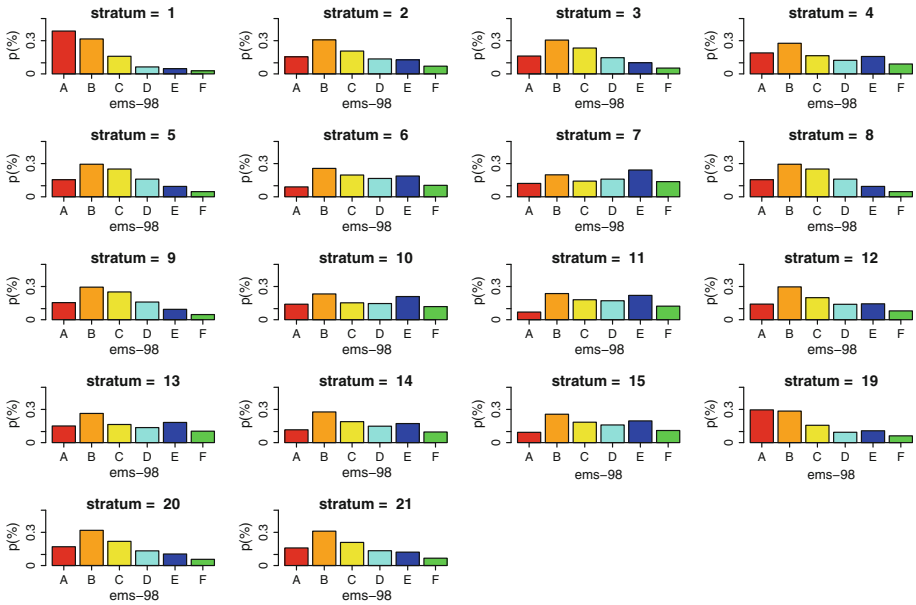 stratum = 1
p(%)
0.3
0
A B C D E F
ems-98
stratum = 2
p(%)
0.3
0
A B C D E F
ems-98
stratum = 3
p(%)
0.3
0
A B C D E F
ems-98
stratum = 4
p(%)
0.3
0
A B C D E F
ems-98
stratum = 5
p(%)
0.3
0
A B C D E F
ems-98
stratum = 6
p(%)
0.3
0
A B C D E F
ems-98
stratum = 7
p(%)
0.3
0
A B C D E F
ems-98
stratum = 8
p(%)
0.3
0
A B C D E F
ems-98
stratum = 9
p(%)
0.3
0
A B C D E F
ems-98
stratum = 10
p(%)
0.3
0
A B C D E F
ems-98
stratum = 11
p(%)
0.3
0
A B C D E F
ems-98
stratum = 12
p(%)
0.3
0
A B C D E F
ems-98
stratum = 13
p(%)
0.3
0
A B C D E F
ems-98
stratum = 14
p(%)
0.3
0
A B C D E F
ems-98
stratum = 15
p(%)
0.3
0
A B C D E F
ems-98
stratum = 19
p(%)
0.3
0
A B C D E F
ems-98
stratum = 20
p(%)
0.3
0
A B C D E F
ems-98
stratum = 21
p(%)
0.3
0
A B C D E F
ems-98